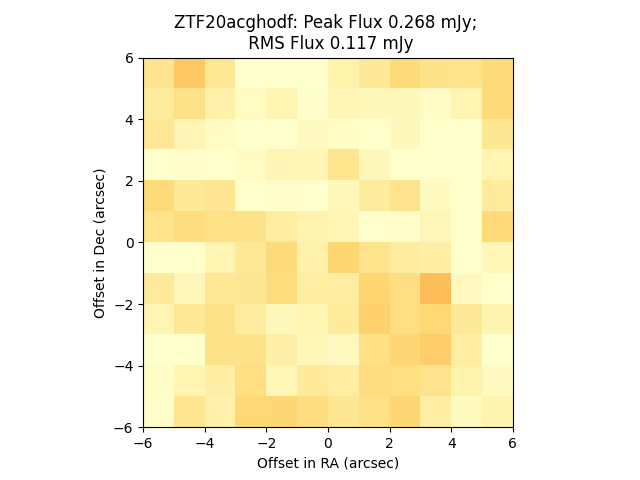 ZTF20acghodf: Peak Flux 0.268 mJy;
RMS Flux 0.117 mJy
6
4
2
0
−2
−4
−6
Offset in Dec (arcsec)
−6 −4 −2 0 2 4 6
Offset in RA (arcsec)